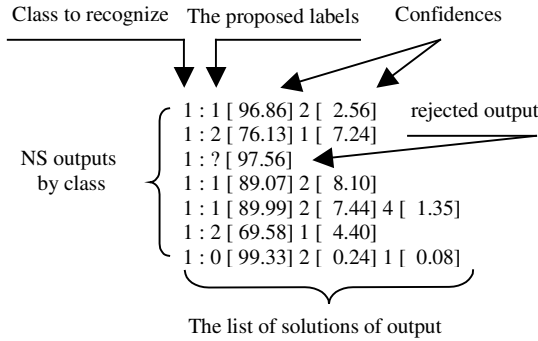 Class to recognize
The proposed labels
Confidences
1 : 1 [ 96.86] 2 [ 2.56]
1 : 2 [ 76.13] 1 [ 7.24]
1 : ? [ 97.56]
1 : 1 [ 89.07] 2 [ 8.10]
1 : 1 [ 89.99] 2 [ 7.44] 4 [ 1.35]
1 : 2 [ 69.58] 1 [ 4.40]
1 : 0 [ 99.33] 2 [ 0.24] 1 [ 0.08]
rejected output
NS outputs
by class
The list of solutions of output